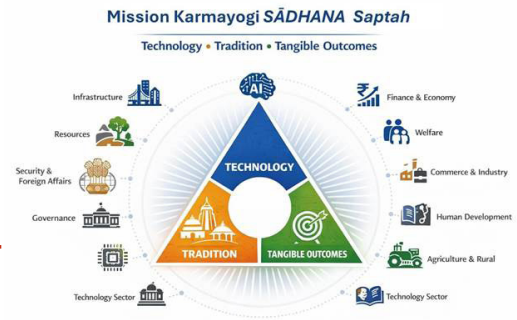 Mission Karmayogi SĀDHANA Saptah
Technology • Tradition • Tangible Outcomes
AI
Infrastructure
Finance & Economy
Resources
Welfare
TECHNOLOGY
Security &
Foreign Affairs
Commerce & Industry
Governance
Human Development
TRADITION
TANGIBLE OUTCOMES
Agriculture & Rural
Technology Sector
Technology Sector